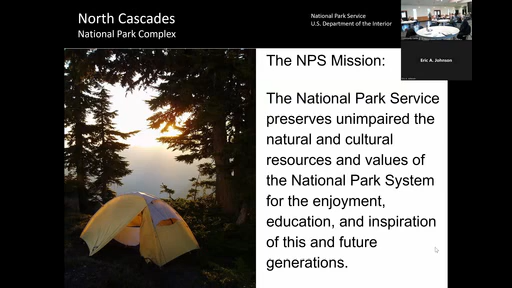 North Cascades
National Park Complex
National Park Service
U.S. Department of the Interior
Eric A. Johnson
The NPS Mission:
The National Park Service
preserves unimpaired the
natural and cultural
resources and values of
the National Park System
for the enjoyment,
education, and inspiration
of this and future
generations.